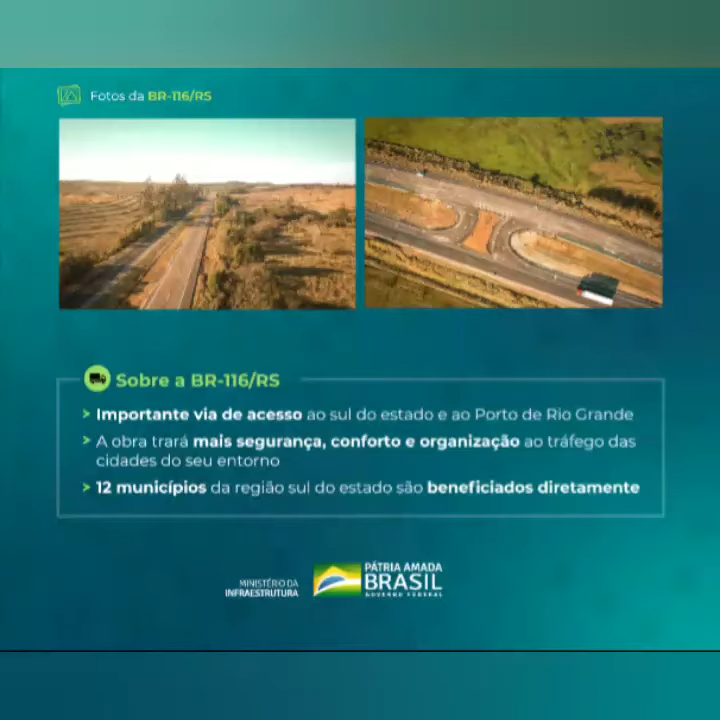 Fotos da BR-116/RS
Sobre a BR-116/RS
> Importante via de acesso ao sul do estado e ao Porto de Rio Grande
> A obra trará mais segurança, conforto e organização ao tráfego das
cidades do seu entorno
> 12 municípios da região sul do estado são beneficiados diretamente
MINISTÉRIO DA
INFRAESTRUTURA
PÁTRIA AMADA
BRASIL
GOVERNO FEDERAL